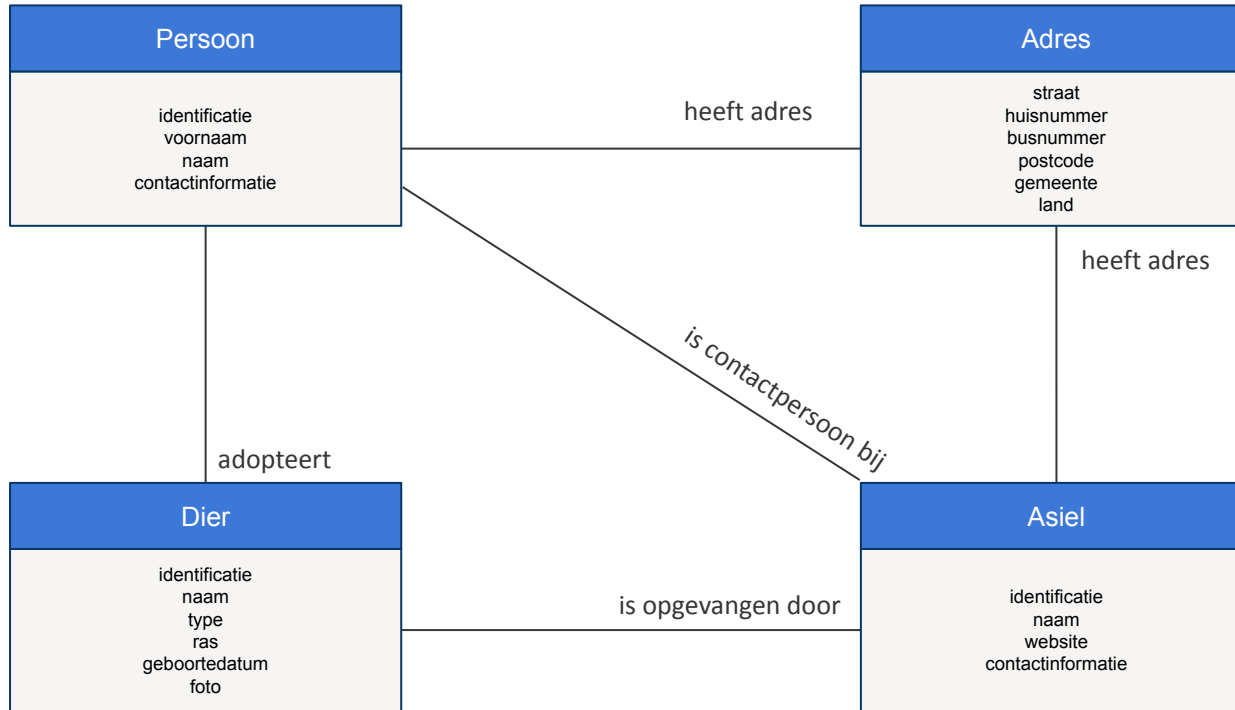 Persoon
identificatie
voornaam
naam
contactinformatie
heeft adres
Adres
straat
huisnummer
busnummer
postcode
gemeente
land
heeft adres
is contactpersoon bij
adopteert
Dier
identificatie
naam
type
ras
geboortedatum
foto
is opgevangen door
Asiel
identificatie
naam
website
contactinformatie